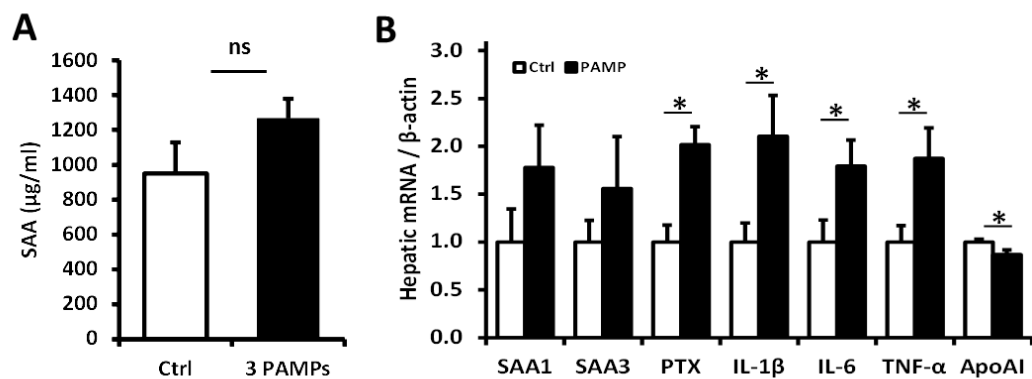 A
ns
SAA (μg/ml)
1600
1400
1200
1000
800
600
400
200
0
Ctrl 3 PAMPs
B
Hepatic mRNA / β-actin
3.0
2.5
2.0
1.5
1.0
0.5
0.0
Ctrl PAMP
* * * * *
SAA1 SAA3 PTX IL-1β IL-6 TNF-α ApoAI